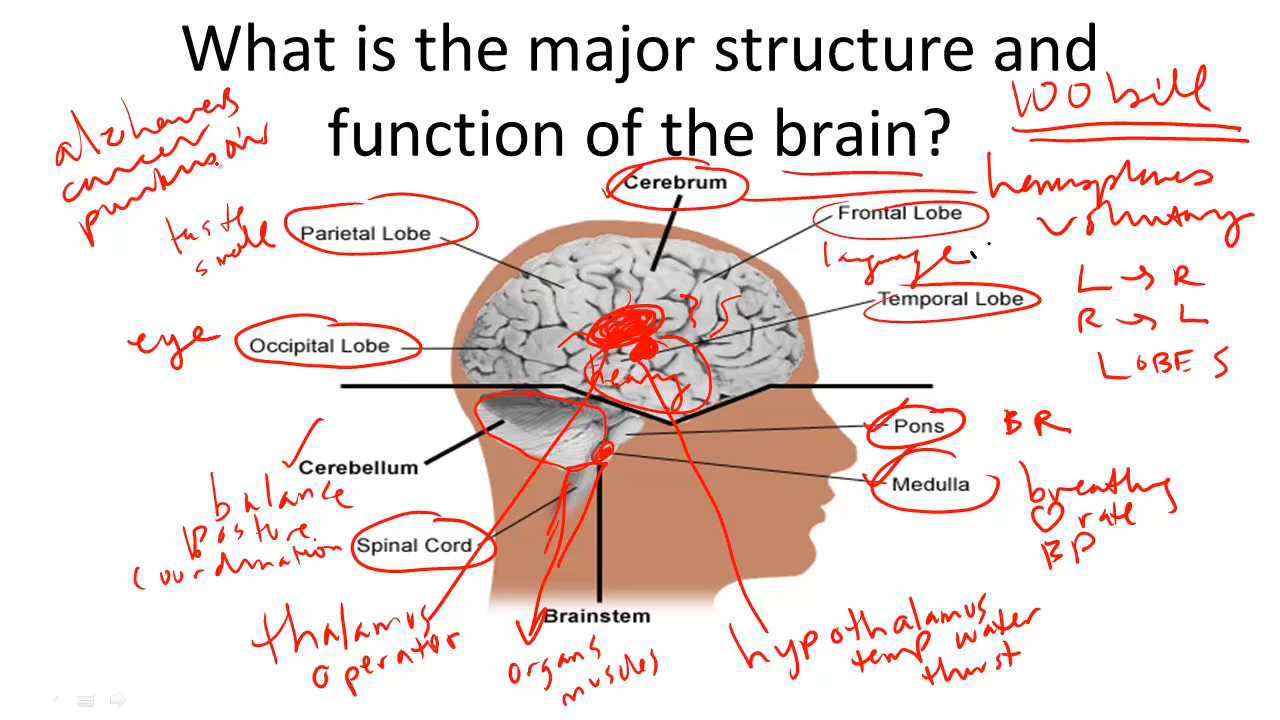 What is the major structure and
function of the brain?
100 bill
alzhamers
cancer
hemispheres
voluntary
Cerebrum
Frontal Lobe
language
taste
smell
Parietal Lobe
Temporal Lobe
L → R
R → L
LOBES
eye
Occipital Lobe
hearing
Pons
BR
Cerebellum
Medulla
balance
posture
coordination
breathing
♡ rate
BP
Spinal Cord
Brainstem
thalamus
operator
organs
muscles
hypothalamus
temp water
thirst